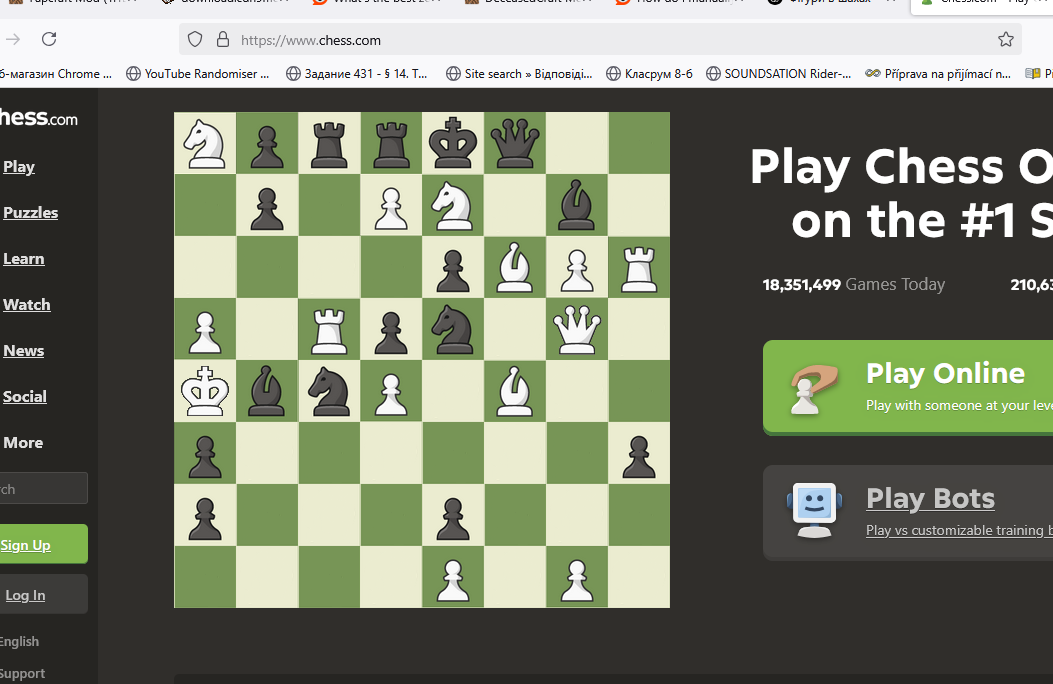 https://www.chess.com
б-магазин Chrome ... YouTube Randomiser ... Задание 431 - § 14. Т... Site search » Відповіді... Класрум 8-б SOUNDSATION Rider-... Příprava na přijímací n...
hess.com
Play
Puzzles
Learn
Watch
News
Social
More
rch
Sign Up
Log In
English
Support
Play Chess O
on the #1 S
18,351,499 Games Today 210,63
Play Online
Play with someone at your leve
Play Bots
Play vs customizable training b